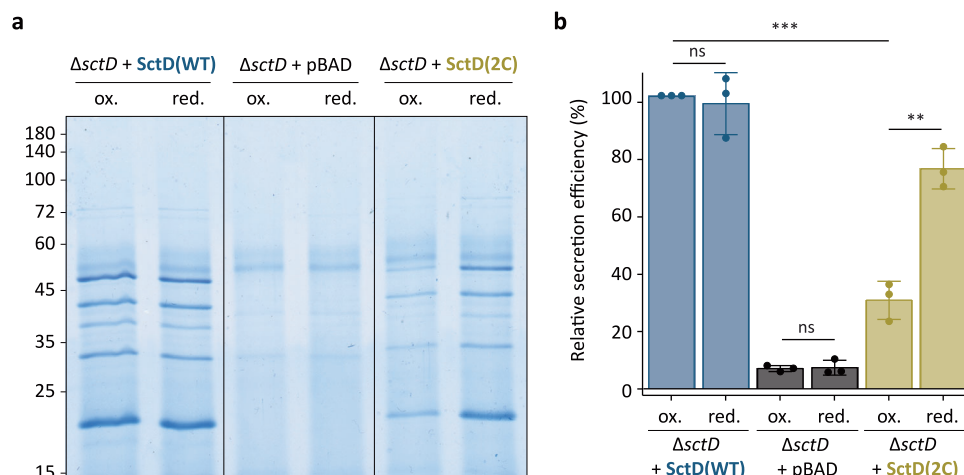 a
ΔsctD + SctD(WT) ΔsctD + pBAD ΔsctD + SctD(2C)
ox. red. ox. red. ox. red.
180
140
100
72
60
45
35
25
15
b
***
ns
**
ns
Relative secretion efficiency (%)
100
80
60
40
20
0
ox. red. ox. red. ox. red.
ΔsctD ΔsctD ΔsctD
+ SctD(WT) + pBAD + SctD(2C)